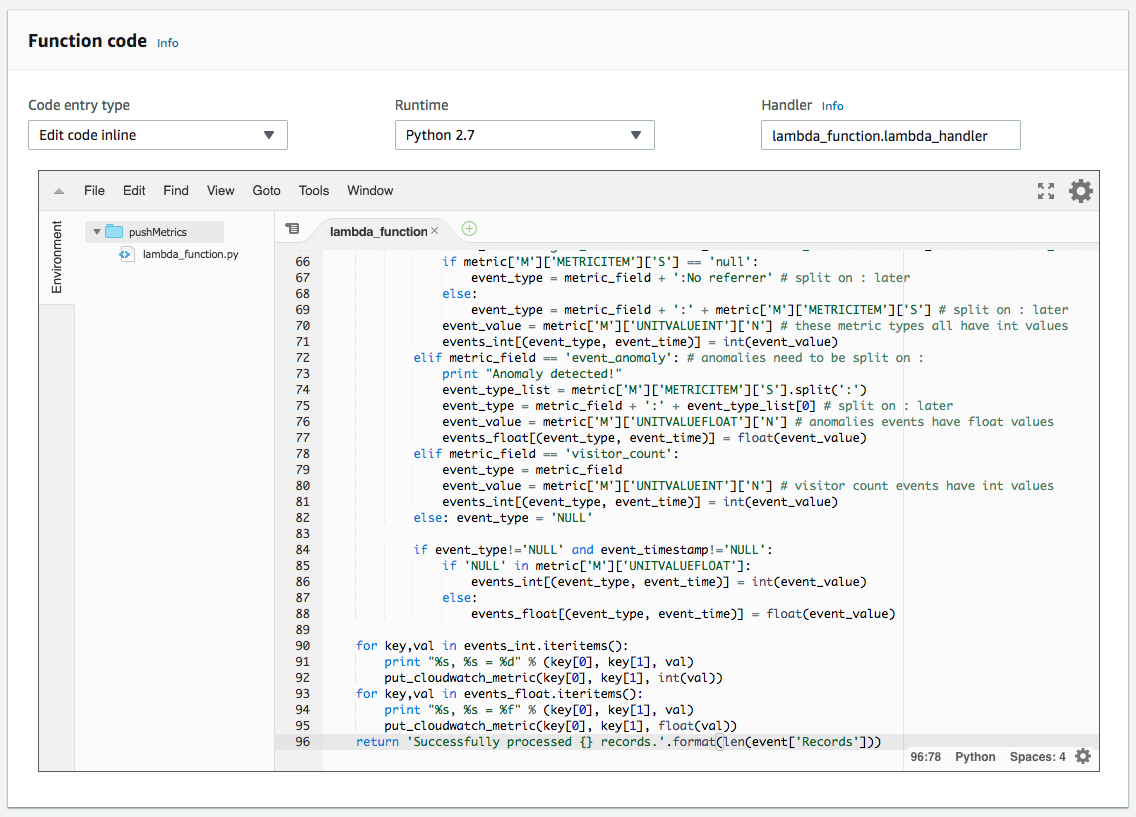 Function code Info
Code entry type
Runtime
Handler Info
Edit code inline
Python 2.7
lambda_function.lambda_handler
File Edit Find View Goto Tools Window
Environment
pushMetrics
lambda_function.py
lambda_function
66 if metric['M']['METRICITEM']['S'] == 'null':
67 event_type = metric_field + ':No referrer' # split on : later
68 else:
69 event_type = metric_field + ':' + metric['M']['METRICITEM']['S'] # split on : later
70 event_value = metric['M']['UNITVALUEINT']['N'] # these metric types all have int values
71 events_int[(event_type, event_time)] = int(event_value)
72 elif metric_field == 'event_anomaly': # anomalies need to be split on :
73 print "Anomaly detected!"
74 event_type_list = metric['M']['METRICITEM']['S'].split(':')
75 event_type = metric_field + ':' + event_type_list[0] # split on : later
76 event_value = metric['M']['UNITVALUEFLOAT']['N'] # anomalies events have float values
77 events_float[(event_type, event_time)] = float(event_value)
78 elif metric_field == 'visitor_count':
79 event_type = metric_field
80 event_value = metric['M']['UNITVALUEINT']['N'] # visitor count events have int values
81 events_int[(event_type, event_time)] = int(event_value)
82 else: event_type = 'NULL'
83
84 if event_type!='NULL' and event_timestamp!='NULL':
85 if 'NULL' in metric['M']['UNITVALUEFLOAT']:
86 events_int[(event_type, event_time)] = int(event_value)
87 else:
88 events_float[(event_type, event_time)] = float(event_value)
89
90 for key,val in events_int.iteritems():
91 print "%s, %s = %d" % (key[0], key[1], val)
92 put_cloudwatch_metric(key[0], key[1], int(val))
93 for key,val in events_float.iteritems():
94 print "%s, %s = %f" % (key[0], key[1], val)
95 put_cloudwatch_metric(key[0], key[1], float(val))
96 return 'Successfully processed {} records.'.format(len(event['Records']))
96:78 Python Spaces: 4